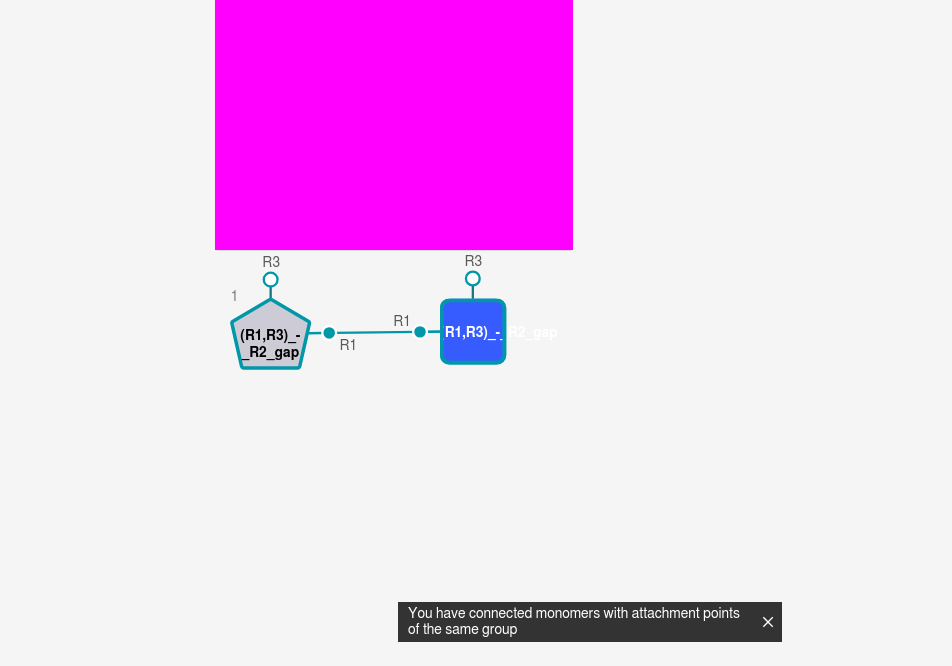 R3
R3
1
(R1,R3)_-
_R2_gap
R1
R1
R1,R3)_-_R2_gap
You have connected monomers with attachment points
of the same group